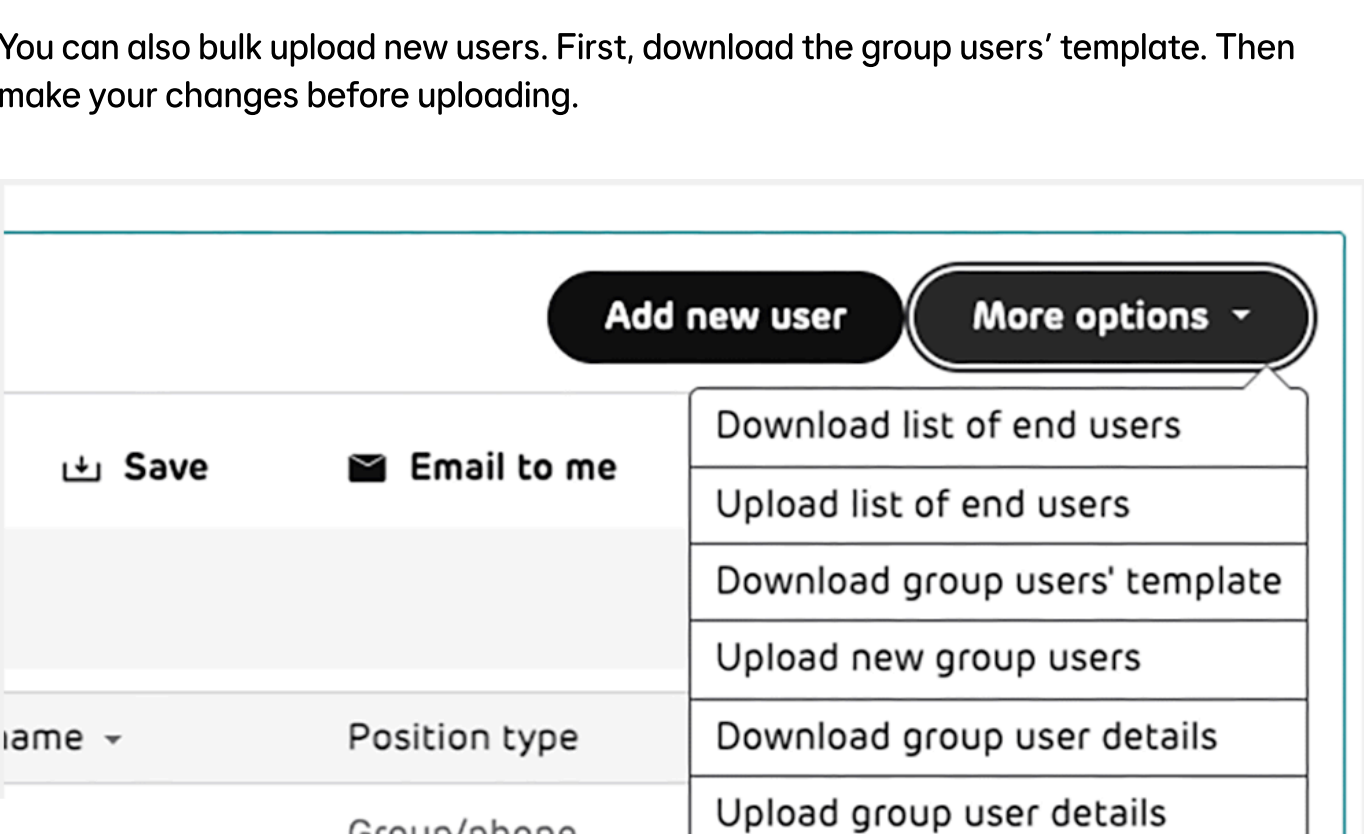 You can also bulk upload new users. First, download the group users’ template. Then
make your changes before uploading.
Add new user
More options
Download list of end users
Save
Email to me
Upload list of end users
Download group users' template
Upload new group users
Position type
Download group user details
Upload group user details